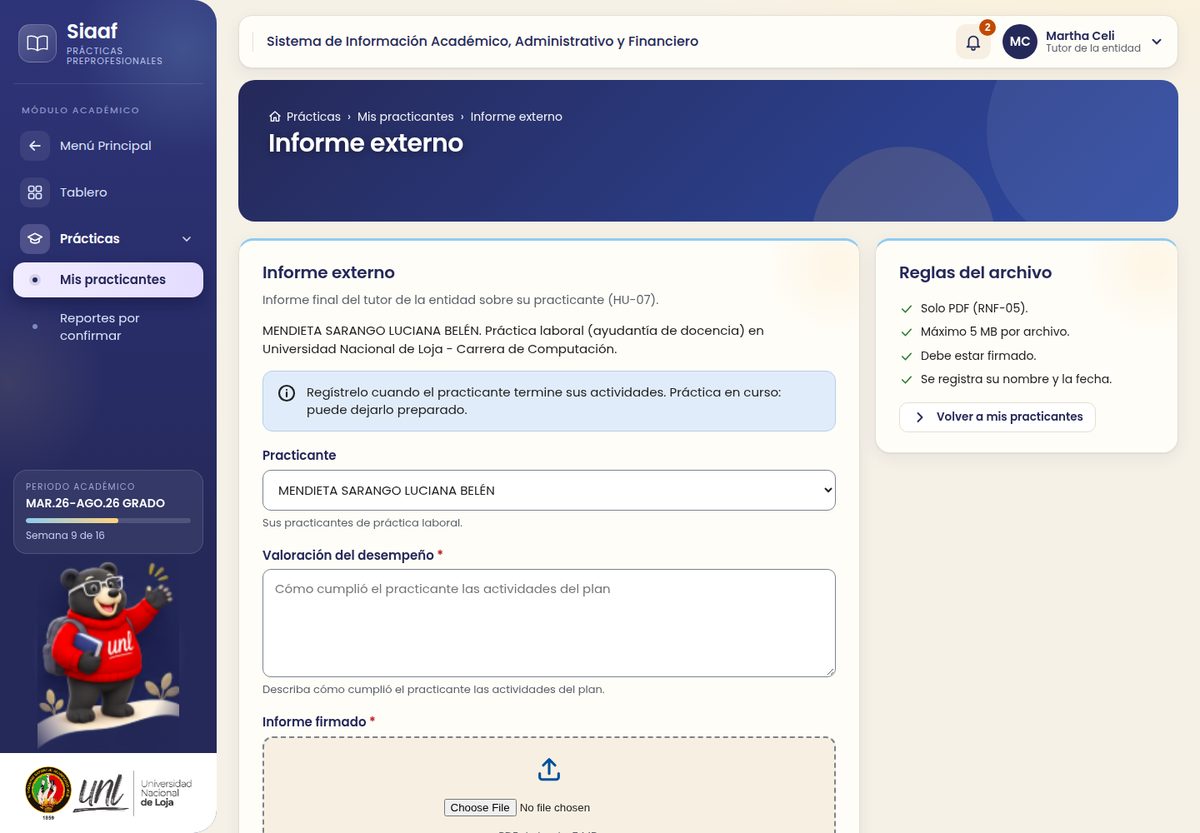 Siaaf
PRÁCTICAS
PREPROFESIONALES
MÓDULO ACADÉMICO
Menú Principal
Tablero
Prácticas
Mis practicantes
Reportes por
confirmar
PERIODO ACADÉMICO
MAR.26-AGO.26 GRADO
Semana 9 de 16
unl
1859
unl
Universidad
Nacional
de Loja
Sistema de Información Académico, Administrativo y Financiero
2
MC
Martha Celi
Tutor de la entidad
Prácticas › Mis practicantes › Informe externo
Informe externo
Informe externo
Informe final del tutor de la entidad sobre su practicante (HU-07).
MENDIETA SARANGO LUCIANA BELÉN. Práctica laboral (ayudantía de docencia) en
Universidad Nacional de Loja - Carrera de Computación.
Regístrelo cuando el practicante termine sus actividades. Práctica en curso:
puede dejarlo preparado.
Practicante
MENDIETA SARANGO LUCIANA BELÉN
Sus practicantes de práctica laboral.
Valoración del desempeño *
Cómo cumplió el practicante las actividades del plan
Describa cómo cumplió el practicante las actividades del plan.
Informe firmado *
Choose File No file chosen
Reglas del archivo
Solo PDF (RNF-05).
Máximo 5 MB por archivo.
Debe estar firmado.
Se registra su nombre y la fecha.
Volver a mis practicantes